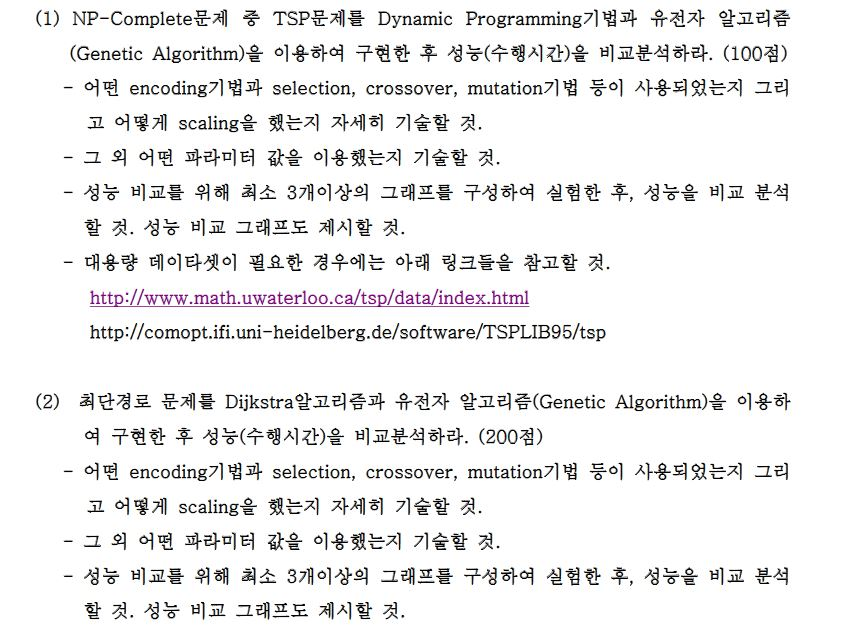 (1) NP-Complete문제 중 TSP문제를 Dynamic Programming기법과 유전자 알고리즘
(Genetic Algorithm)을 이용하여 구현한 후 성능(수행시간)을 비교분석하라. (100점)
- 어떤 encoding기법과 selection, crossover, mutation기법 등이 사용되었는지 그리
고 어떻게 scaling을 했는지 자세히 기술할 것.
- 그 외 어떤 파라미터 값을 이용했는지 기술할 것.
- 성능 비교를 위해 최소 3개이상의 그래프를 구성하여 실험한 후, 성능을 비교 분석
할 것. 성능 비교 그래프도 제시할 것.
- 대용량 데이타셋이 필요한 경우에는 아래 링크들을 참고할 것.
http://www.math.uwaterloo.ca/tsp/data/index.html
http://comopt.ifi.uni-heidelberg.de/software/TSPLIB95/tsp
(2) 최단경로 문제를 Dijkstra알고리즘과 유전자 알고리즘(Genetic Algorithm)을 이용하
여 구현한 후 성능(수행시간)을 비교분석하라. (200점)
- 어떤 encoding기법과 selection, crossover, mutation기법 등이 사용되었는지 그리
고 어떻게 scaling을 했는지 자세히 기술할 것.
- 그 외 어떤 파라미터 값을 이용했는지 기술할 것.
- 성능 비교를 위해 최소 3개이상의 그래프를 구성하여 실험한 후, 성능을 비교 분석
할 것. 성능 비교 그래프도 제시할 것.